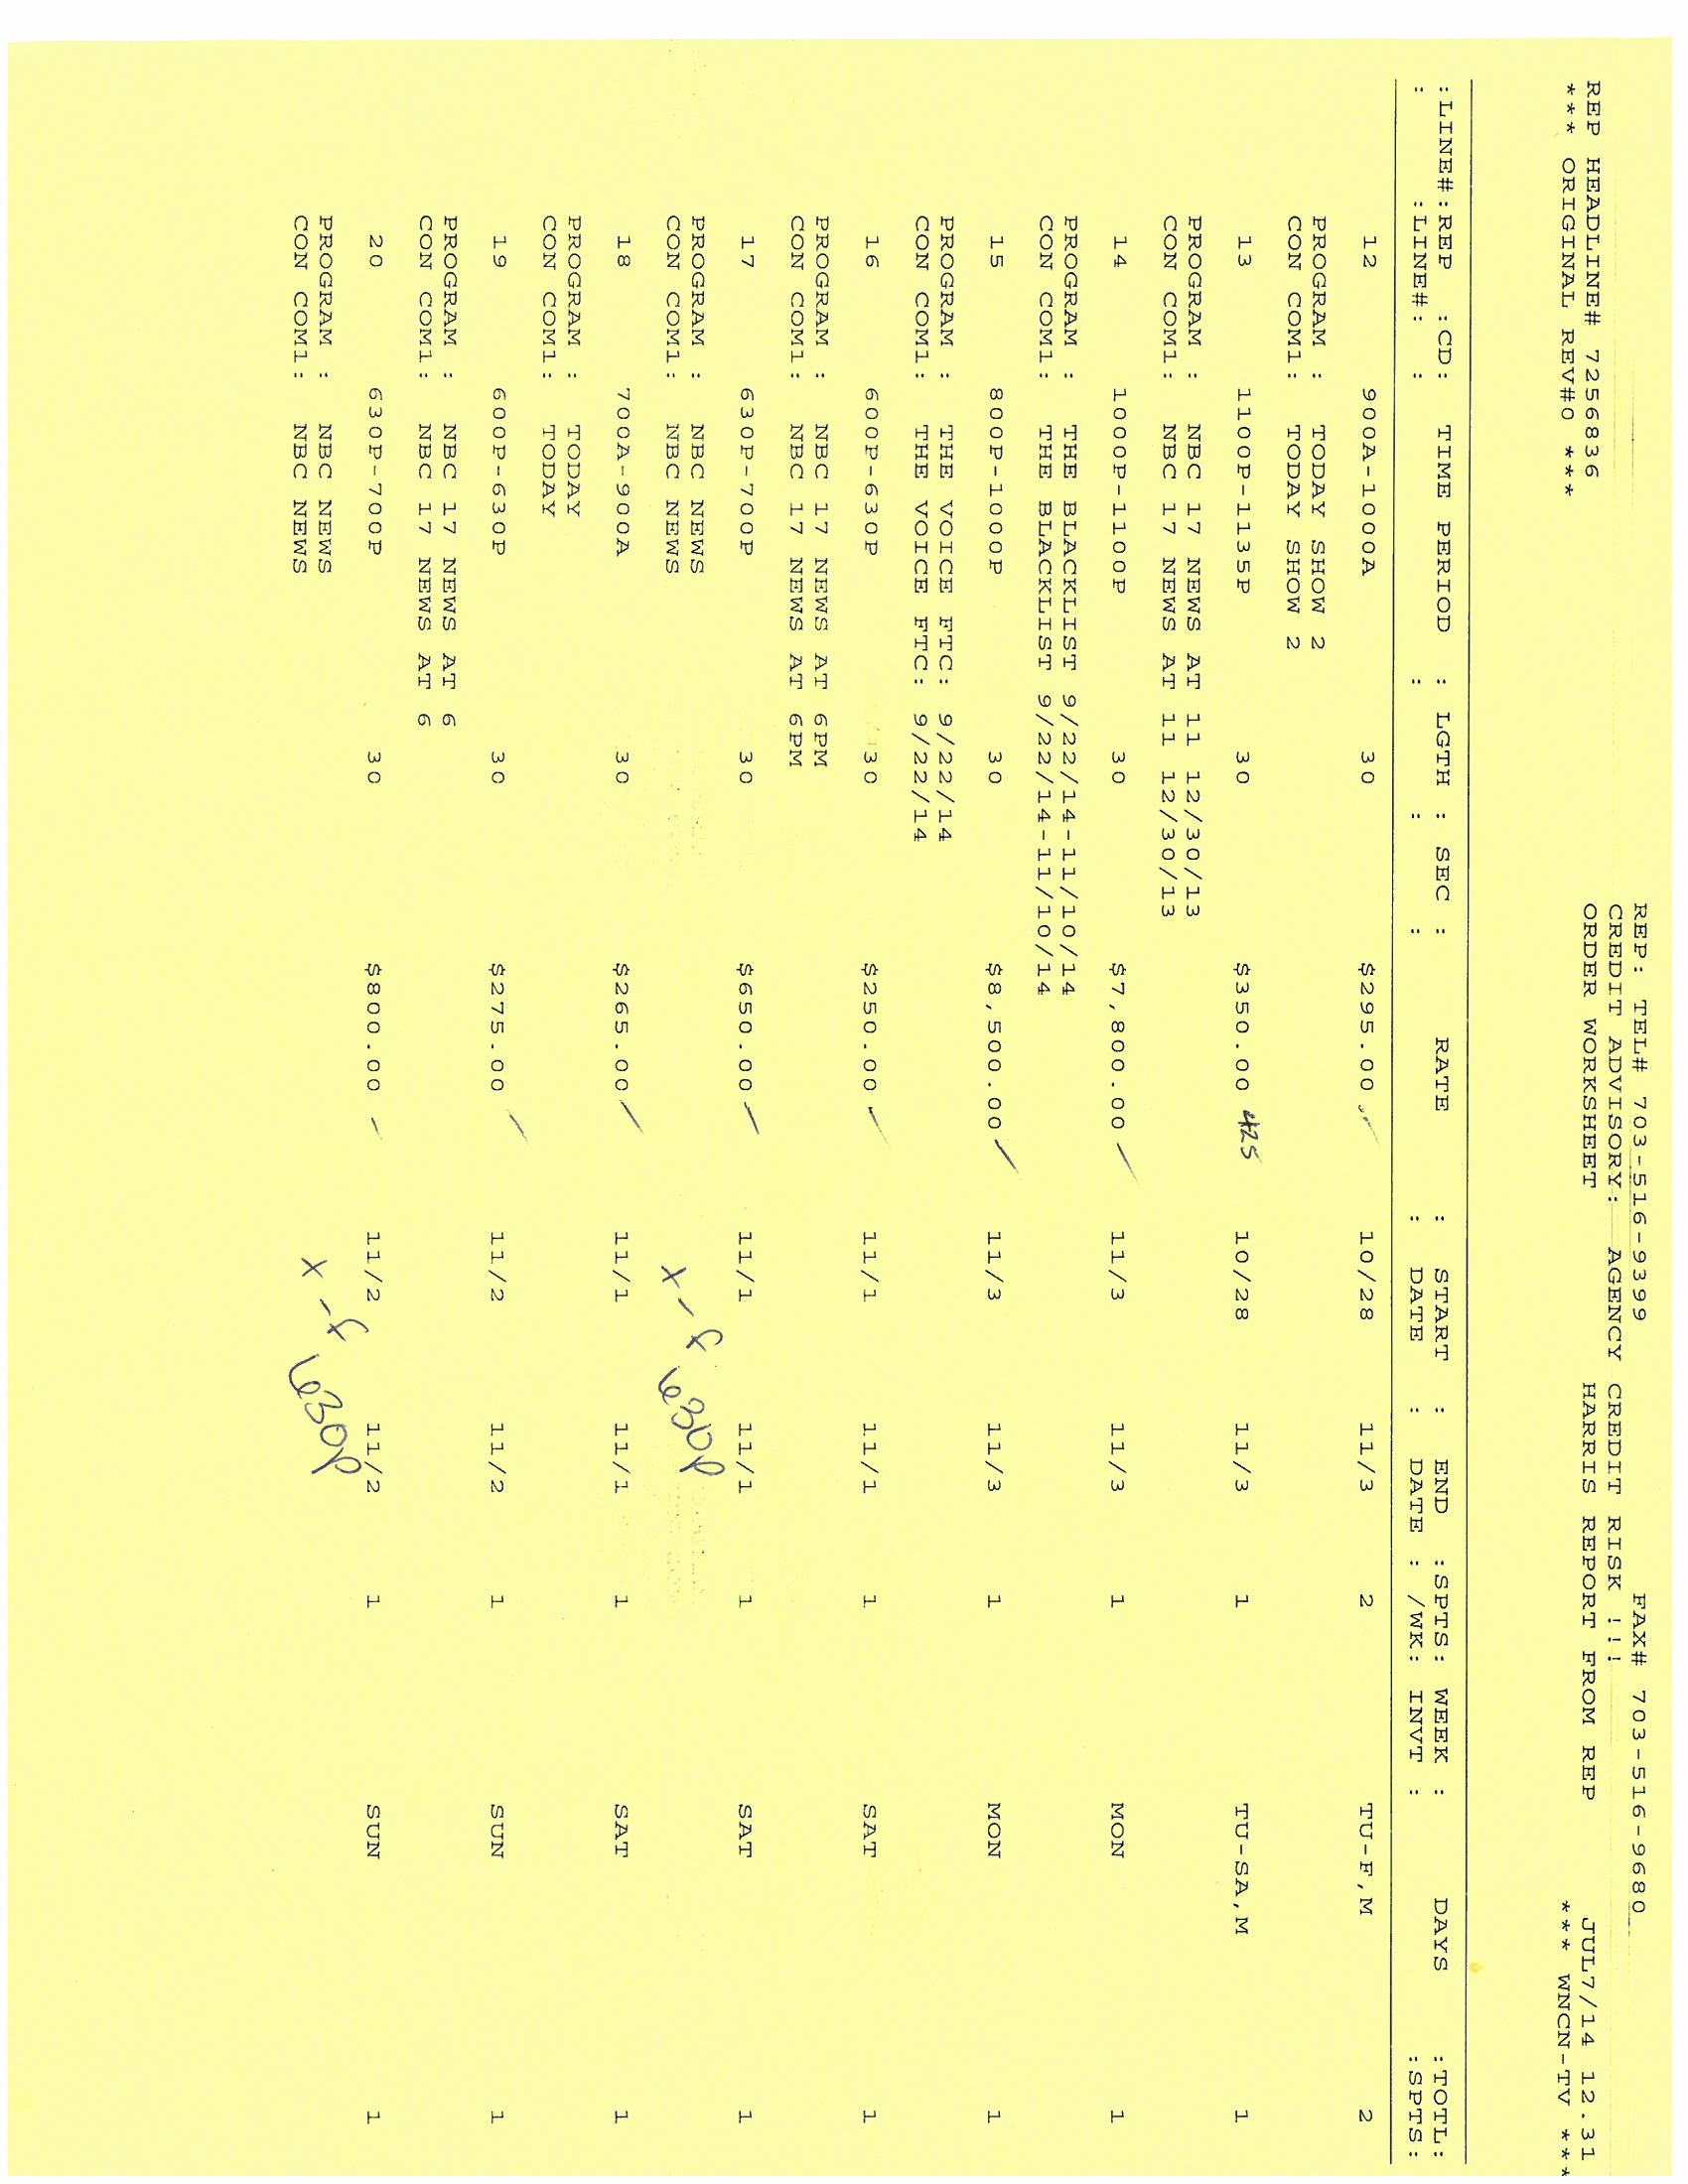 REP: TEL# 703-516-9399 FAX# 703-516-9680
CREDIT ADVISORY: AGENCY CREDIT RISK !!!
REP HEADLINE# 7256836 ORDER WORKSHEET HARRIS REPORT FROM REP JUL7/14 12.31
*** ORIGINAL REV#0 *** *** WNCN-TV ***
:LINE#:REP :CD: TIME PERIOD : LGTH : SEC : RATE : START : END :SPTS: WEEK : DAYS :TOTL:
: :LINE#: : : : : : DATE : DATE : /WK: INVT : :SPTS:
12 900A-1000A 30 $295.00 10/28 11/3 2 TU-F,M 2
PROGRAM : TODAY SHOW 2
CON COM1: TODAY SHOW 2
13 1100P-1135P 30 $350.00 425 10/28 11/3 1 TU-SA,M 1
PROGRAM : NBC 17 NEWS AT 11 12/30/13
CON COM1: NBC 17 NEWS AT 11 12/30/13
14 1000P-1100P 30 $7,800.00 11/3 11/3 1 MON 1
PROGRAM : THE BLACKLIST 9/22/14-11/10/14
CON COM1: THE BLACKLIST 9/22/14-11/10/14
15 800P-1000P 30 $8,500.00 11/3 11/3 1 MON 1
PROGRAM : THE VOICE FTC: 9/22/14
CON COM1: THE VOICE FTC: 9/22/14
16 600P-630P 30 $250.00 11/1 11/1 1 SAT 1
PROGRAM : NBC 17 NEWS AT 6PM
CON COM1: NBC 17 NEWS AT 6PM
17 630P-700P 30 $650.00 11/1 11/1 1 SAT 1
PROGRAM : NBC NEWS
CON COM1: NBC NEWS
x-f 630p
18 700A-900A 30 $265.00 11/1 11/1 1 SAT 1
PROGRAM : TODAY
CON COM1: TODAY
19 600P-630P 30 $275.00 11/2 11/2 1 SUN 1
PROGRAM : NBC 17 NEWS AT 6
CON COM1: NBC 17 NEWS AT 6
20 630P-700P 30 $800.00 11/2 11/2 1 SUN 1
PROGRAM : NBC NEWS
CON COM1: NBC NEWS
x-f 630p